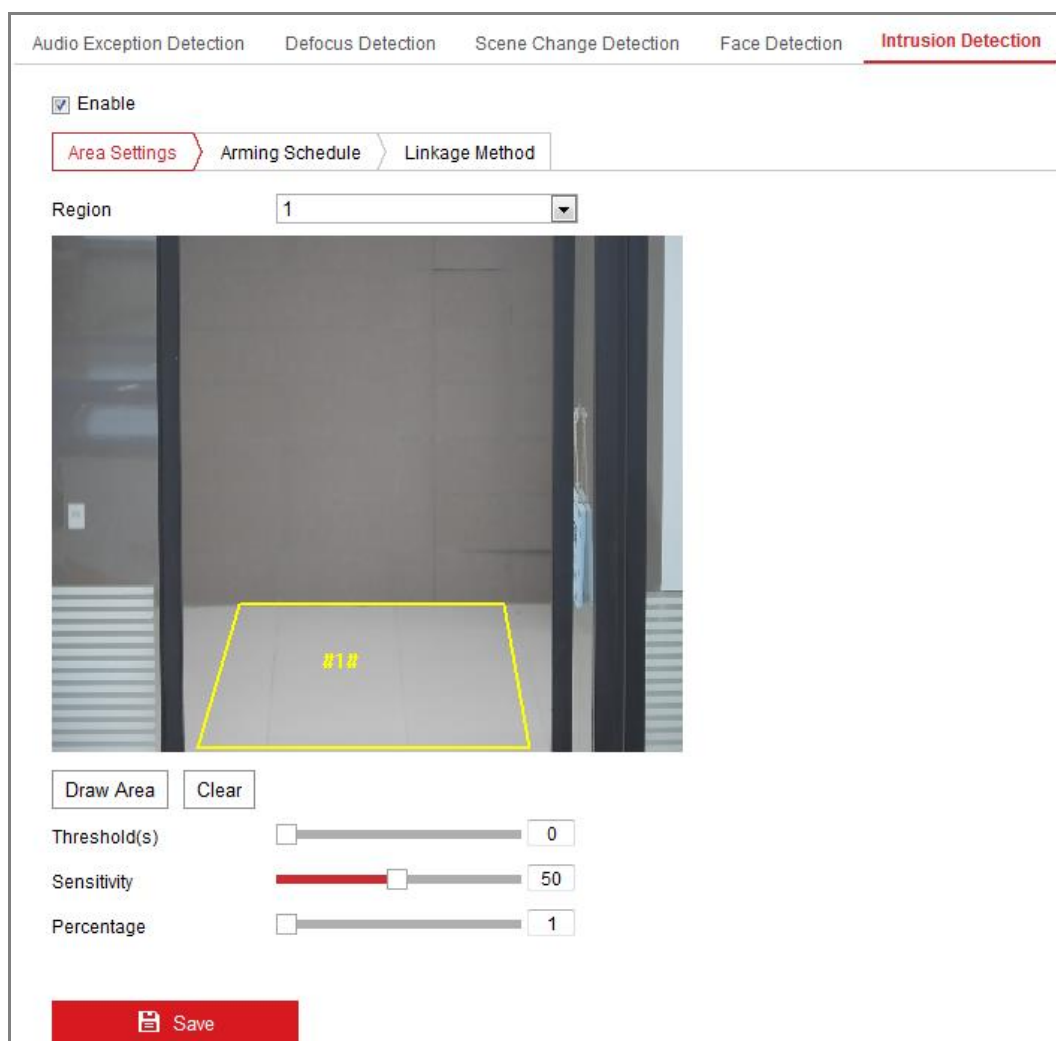 Audio Exception Detection Defocus Detection Scene Change Detection Face Detection Intrusion Detection
Enable
Area Settings Arming Schedule Linkage Method
Region 1
#1#
Draw Area Clear
Threshold(s) 0
Sensitivity 50
Percentage 1
Save